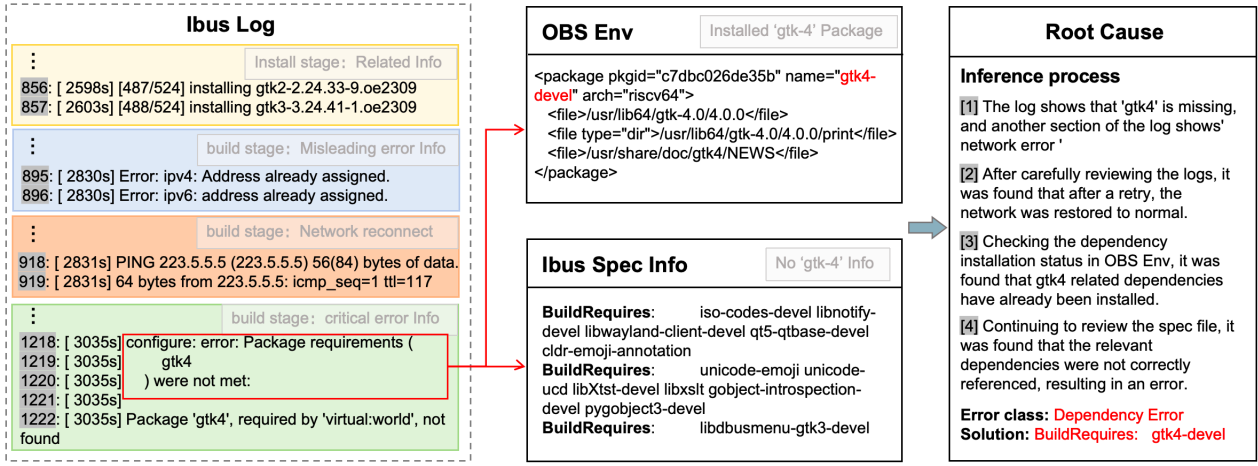 Ibus Log
⋮
Install stage：Related Info
856: [ 2598s] [487/524] installing gtk2-2.24.33-9.oe2309
857: [ 2603s] [488/524] installing gtk3-3.24.41-1.oe2309
⋮
build stage：Misleading error Info
895: [ 2830s] Error: ipv4: Address already assigned.
896: [ 2830s] Error: ipv6: address already assigned.
⋮
build stage：Network reconnect
918: [ 2831s] PING 223.5.5.5 (223.5.5.5) 56(84) bytes of data.
919: [ 2831s] 64 bytes from 223.5.5.5: icmp_seq=1 ttl=117
⋮
build stage：critical error Info
1218: [ 3035s] configure: error: Package requirements (
1219: [ 3035s] gtk4
1220: [ 3035s] ) were not met:
1221: [ 3035s]
1222: [ 3035s] Package 'gtk4', required by 'virtual:world', not
found
OBS Env
Installed 'gtk-4' Package
<package pkgid="c7dbc026de35b" name="gtk4-
devel" arch="riscv64">
<file>/usr/lib64/gtk-4.0/4.0.0</file>
<file type="dir">/usr/lib64/gtk-4.0/4.0.0/print</file>
<file>/usr/share/doc/gtk4/NEWS</file>
</package>
Ibus Spec Info
No 'gtk-4' Info
BuildRequires: iso-codes-devel libnotify-
devel libwayland-client-devel qt5-qtbase-devel
cldr-emoji-annotation
BuildRequires: unicode-emoji unicode-
ucd libXtst-devel libxslt gobject-introspection-
devel pygobject3-devel
BuildRequires: libdbusmenu-gtk3-devel
Root Cause
Inference process
[1] The log shows that 'gtk4' is missing,
and another section of the log shows'
network error '
[2] After carefully reviewing the logs, it
was found that after a retry, the
network was restored to normal.
[3] Checking the dependency
installation status in OBS Env, it was
found that gtk4 related dependencies
have already been installed.
[4] Continuing to review the spec file, it
was found that the relevant
dependencies were not correctly
referenced, resulting in an error.
Error class: Dependency Error
Solution: BuildRequires: gtk4-devel